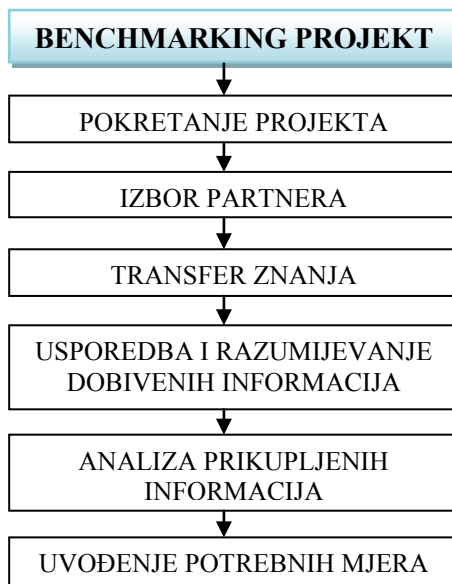 BENCHMARKING PROJEKT
POKRETANJE PROJEKTA
IZBOR PARTNERA
TRANSFER ZNANJA
USPOREDBA I RAZUMIJEVANJE
DOBIVENIH INFORMACIJA
ANALIZA PRIKUPLJENIH
INFORMACIJA
UVOĐENJE POTREBNIH MJERA